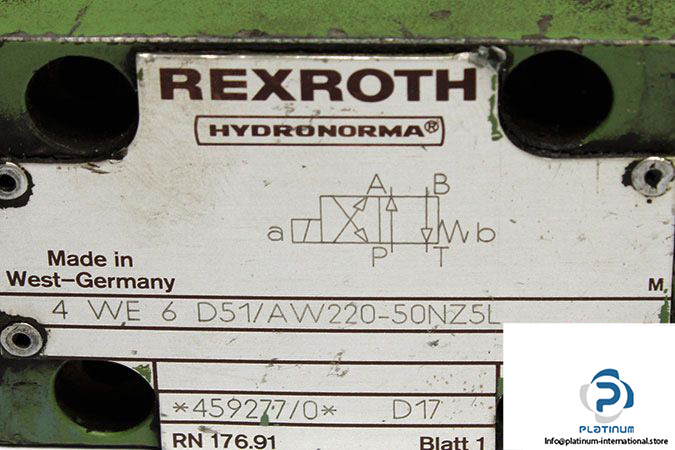 REXROTH
HYDRONORMA®
A B
a b
P T
Made in
West-Germany
M
4 WE 6 D51/AW220-50NZ5L
*459277/0* D17
RN 176.91 Blatt 1
PLATINUM
Info@platinum-international.store